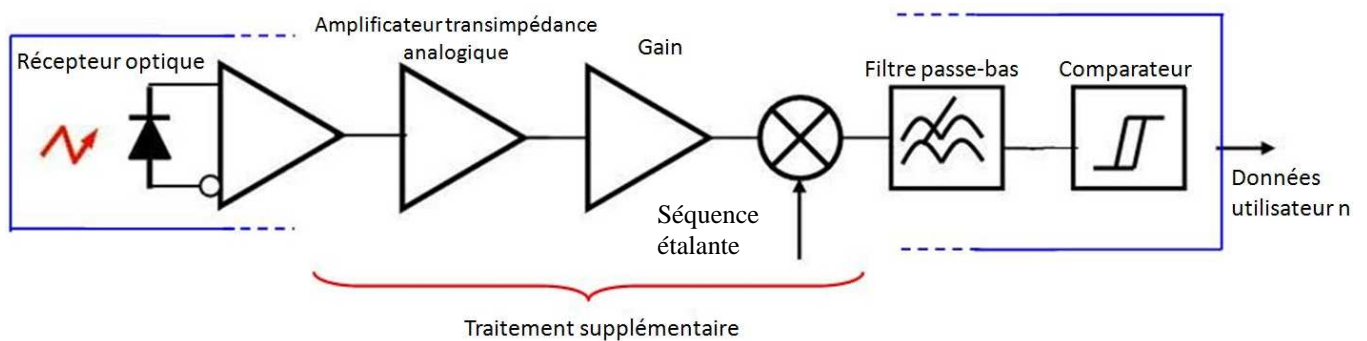 Récepteur optique
Amplificateur transimpédance
analogique
Gain
Filtre passe-bas
Comparateur
Séquence
étalante
Données
utilisateur n
Traitement supplémentaire